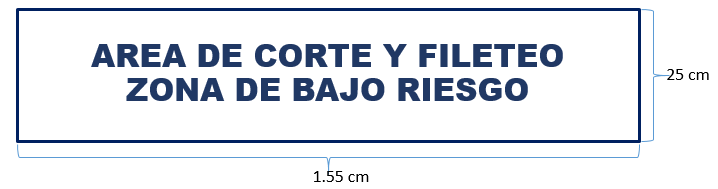 AREA DE CORTE Y FILETEO
ZONA DE BAJO RIESGO
25 cm
1.55 cm